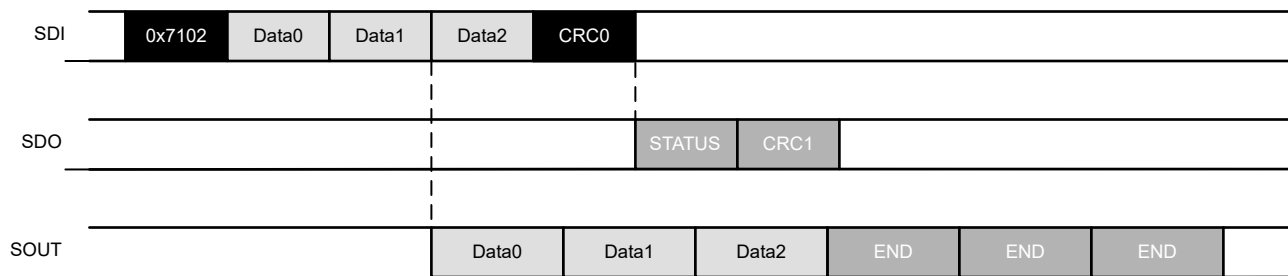 SDI 0x7102 Data0 Data1 Data2 CRC0
SDO STATUS CRC1
SOUT Data0 Data1 Data2 END END END